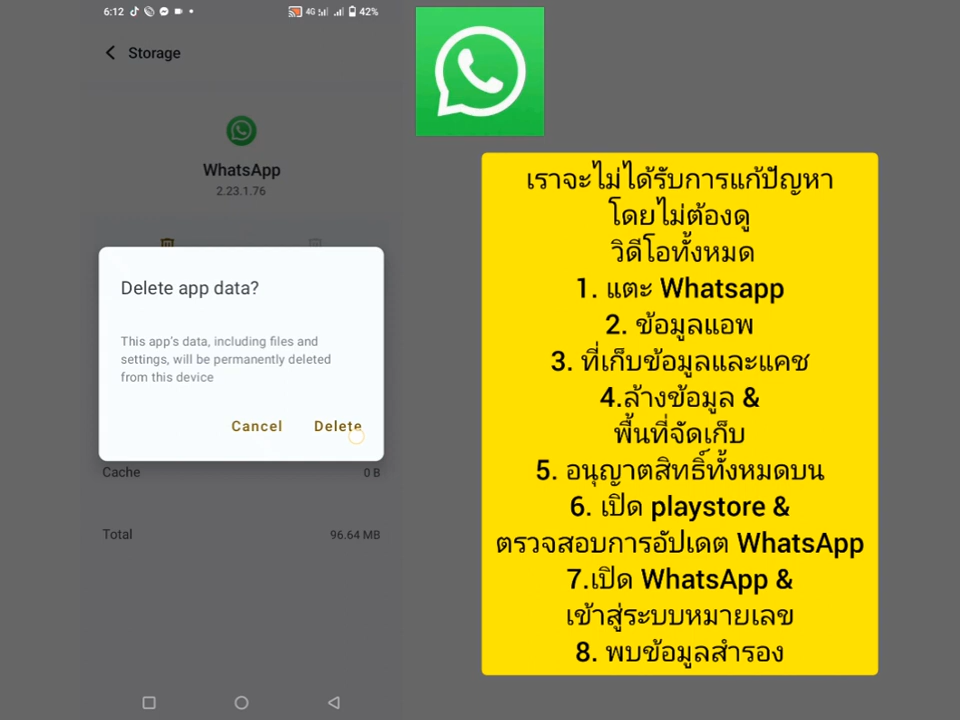 6:12
4G
42%
Storage
WhatsApp
2.23.1.76
Delete app data?
This app's data, including files and
settings, will be permanently deleted
from this device
Cancel
Delete
Cache
0 B
Total
96.64 MB
เราจะไม่ได้รับการแก้ปัญหา
โดยไม่ต้องดู
วิดีโอทั้งหมด
1. แตะ Whatsapp
2. ข้อมูลแอพ
3. ที่เก็บข้อมูลและแคช
4.ล้างข้อมูล &
พื้นที่จัดเก็บ
5. อนุญาตสิทธิ์ทั้งหมดบน
6. เปิด playstore &
ตรวจสอบการอัปเดต WhatsApp
7.เปิด WhatsApp &
เข้าสู่ระบบหมายเลข
8. พบข้อมูลสำรอง